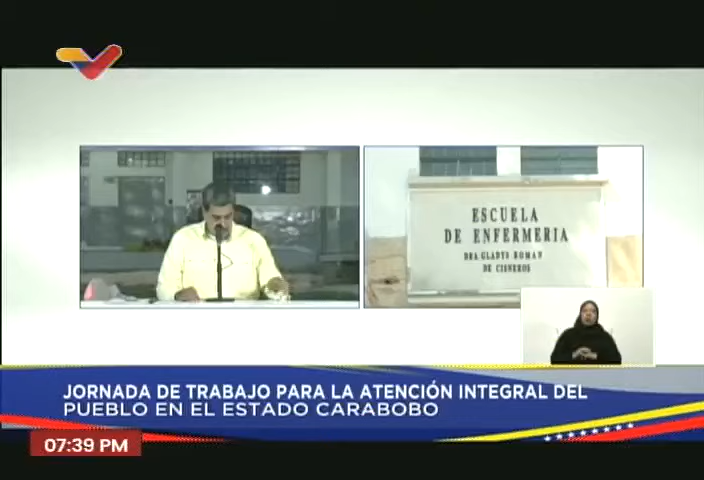 ESCUELA
DE ENFERMERIA
DRA. GLADYS ROMAN
DE CISNEROS
JORNADA DE TRABAJO PARA LA ATENCIÓN INTEGRAL DEL
PUEBLO EN EL ESTADO CARABOBO
07:39 PM